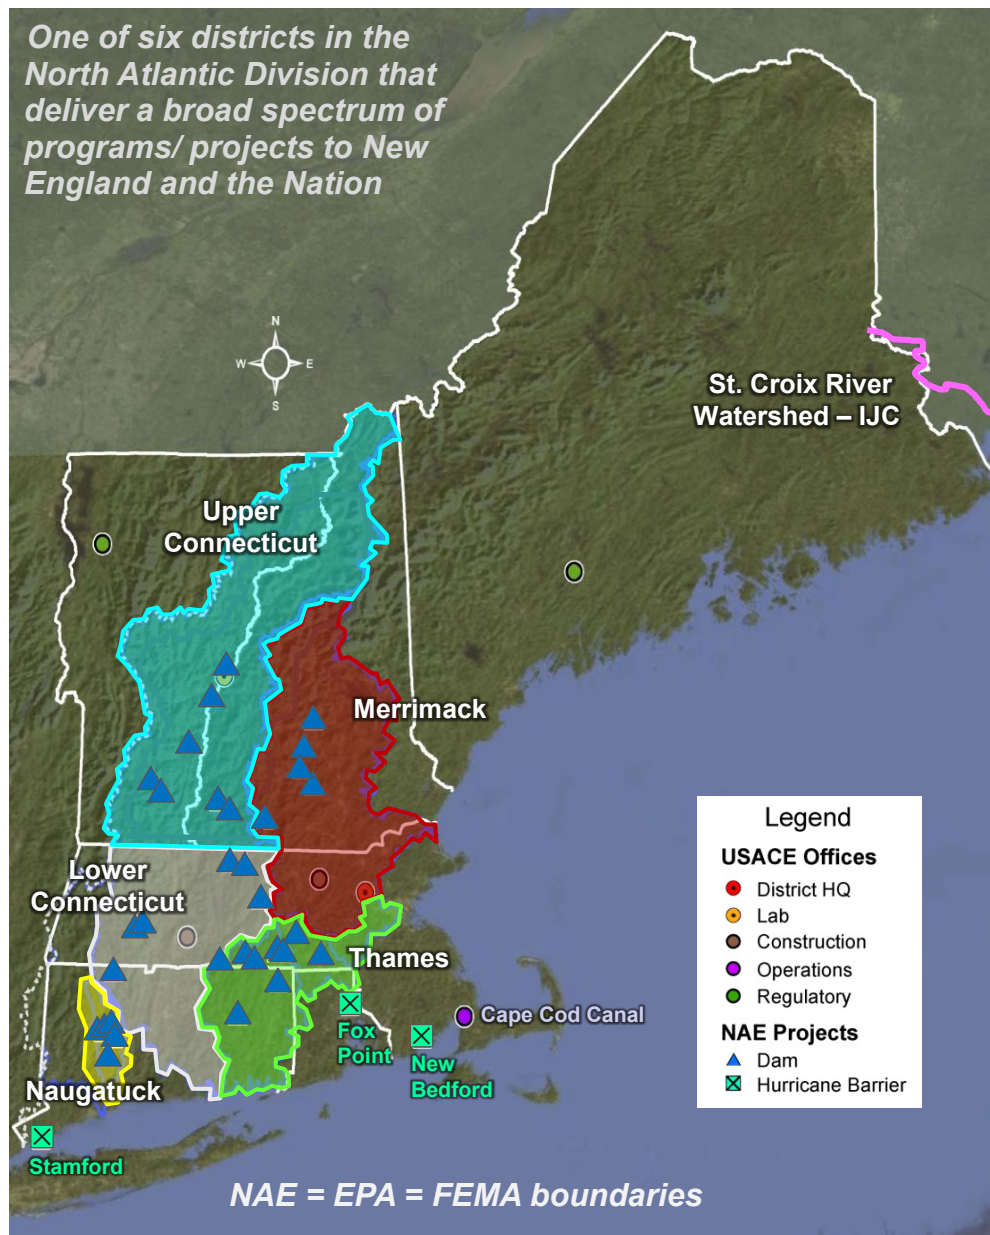 One of six districts in the
North Atlantic Division that
deliver a broad spectrum of
programs/ projects to New
England and the Nation
N
W
E
S
St. Croix River
Watershed – IJC
Upper
Connecticut
Merrimack
Lower
Connecticut
Thames
Cape Cod Canal
Fox
Point
New
Bedford
Naugatuck
Stamford
Legend
USACE Offices
District HQ
Lab
Construction
Operations
Regulatory
NAE Projects
Dam
Hurricane Barrier
NAE = EPA = FEMA boundaries